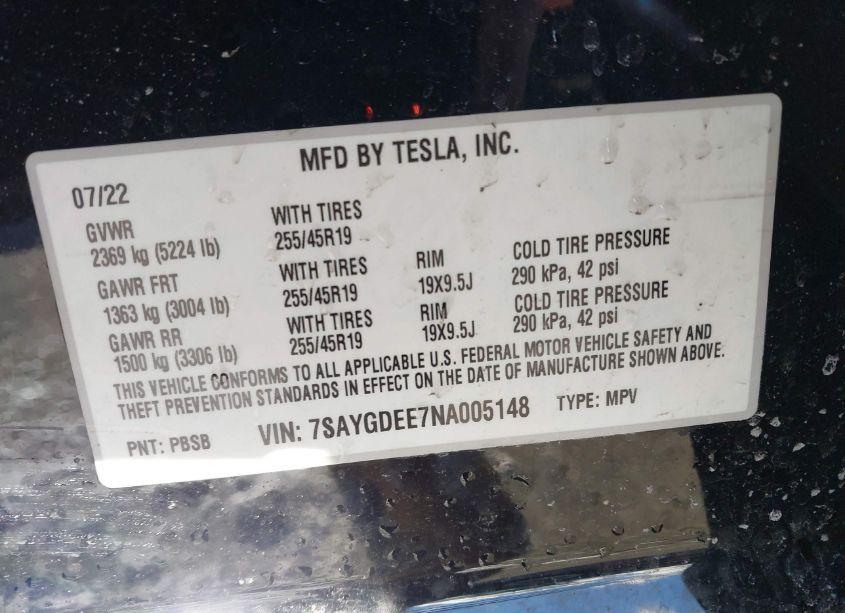 MFD BY TESLA, INC.
07/22
GVWR WITH TIRES
2369 kg (5224 lb) 255/45R19
GAWR FRT WITH TIRES RIM COLD TIRE PRESSURE
1363 kg (3004 lb) 255/45R19 19X9.5J 290 kPa, 42 psi
GAWR RR WITH TIRES RIM COLD TIRE PRESSURE
1500 kg (3306 lb) 255/45R19 19X9.5J 290 kPa, 42 psi
THIS VEHICLE CONFORMS TO ALL APPLICABLE U.S. FEDERAL MOTOR VEHICLE SAFETY AND
THEFT PREVENTION STANDARDS IN EFFECT ON THE DATE OF MANUFACTURE SHOWN ABOVE.
PNT: PBSB VIN: 7SAYGDEE7NA005148 TYPE: MPV